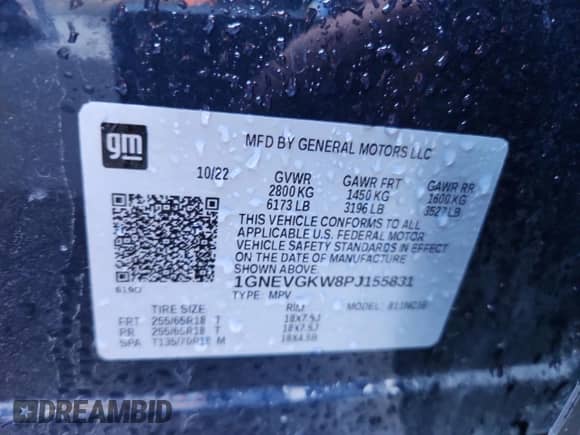 gm
MFD BY GENERAL MOTORS LLC
10/22 GVWR GAWR FRT GAWR RR
2800 KG 1450 KG 1600 KG
6173 LB 3196 LB 3527 LB
THIS VEHICLE CONFORMS TO ALL
APPLICABLE U.S. FEDERAL MOTOR
VEHICLE SAFETY STANDARDS IN EFFECT
ON THE DATE OF MANUFACTURE
1GNEVGKW8PJ155831
TYPE: MPV MODEL:
TIRE SIZE RIM
FRT 255/65R18 T 18X7.5J
RR 255/65R18 T 18X7.5J
SPA T135/70R18 M 18X4.5B
DREAMBID